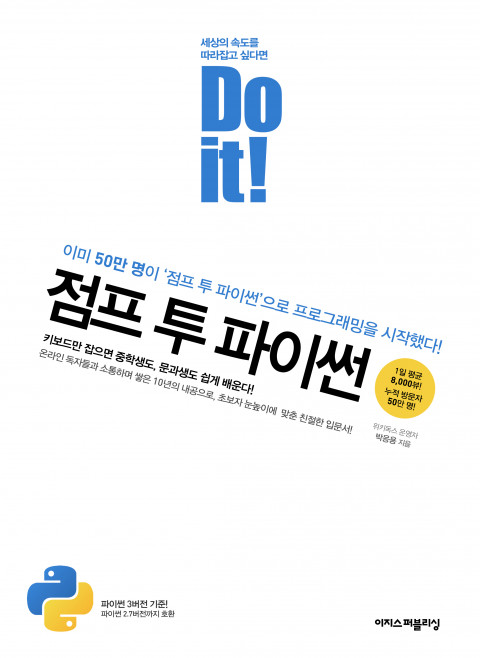 세상의 속도를
따라잡고 싶다면
Do
it!
이미 50만 명이 ‘점프 투 파이썬’으로 프로그래밍을 시작했다!
점프 투 파이썬
키보드만 잡으면 중학생도, 문과생도 쉽게 배운다!
온라인 독자들과 소통하며 쌓은 10년의 내공으로, 초보자 눈높이에 맞춘 친절한 입문서!
1일 평균
8,000뷰!
누적 방문자
50만 명!
위키독스 운영자
박응용 지음
파이썬 3버전 기준!
파이썬 2.7버전까지 호환
이지스퍼블리싱